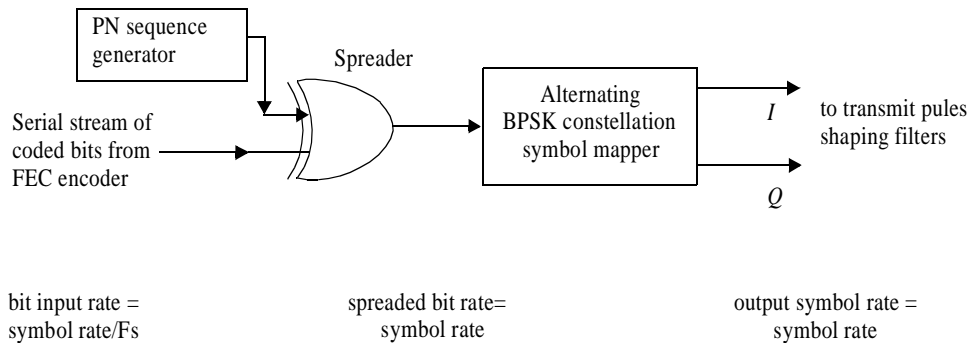 PN sequence
generator
Spreader
Serial stream of
coded bits from
FEC encoder
Alternating
BPSK constellation
symbol mapper
I
Q
to transmit pules
shaping filters
bit input rate =
symbol rate/Fs
spreaded bit rate=
symbol rate
output symbol rate =
symbol rate